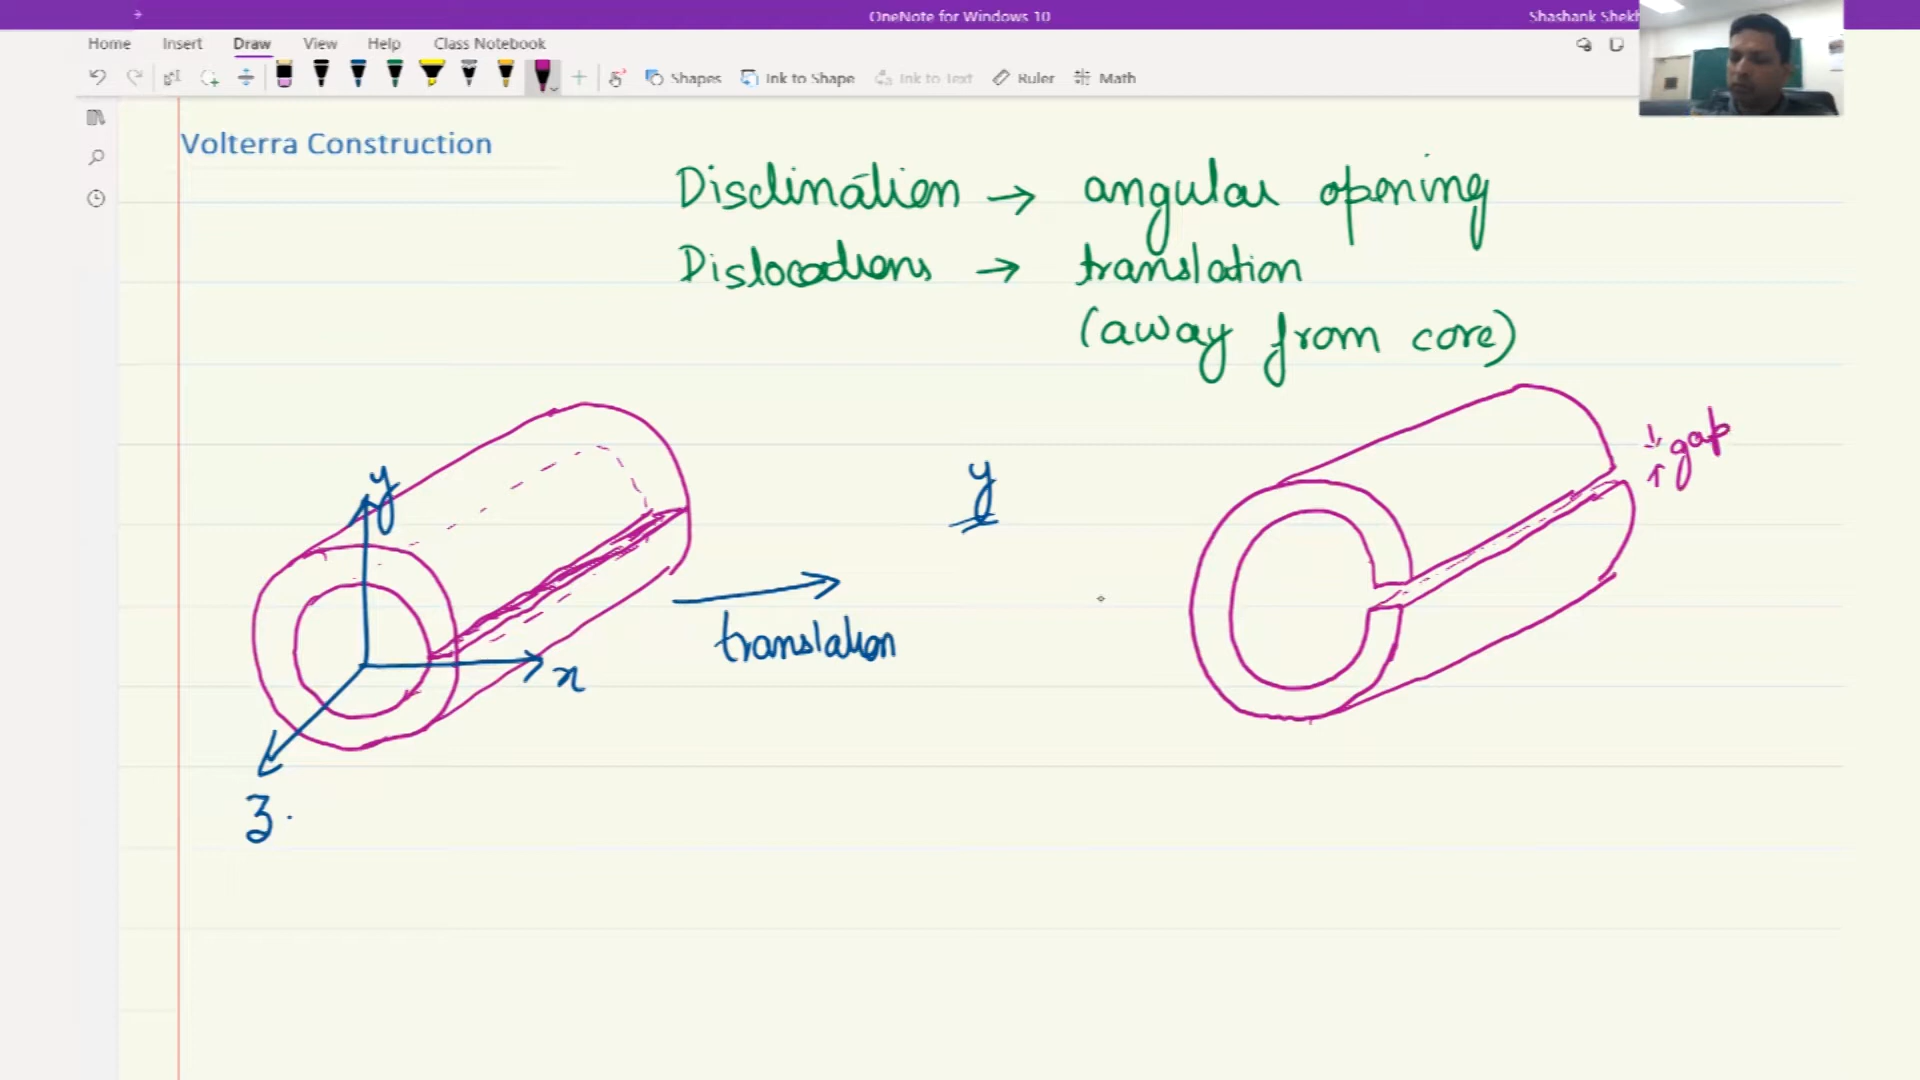 OneNote for Windows 10
Shashank Shekh
Home Insert Draw View Help Class Notebook
Shapes Ink to Shape Ink to Text Ruler Math
Volterra Construction
Disclination → angular opening
Dislocations → translation
(away from core)
gap
y
y
translation
x
z